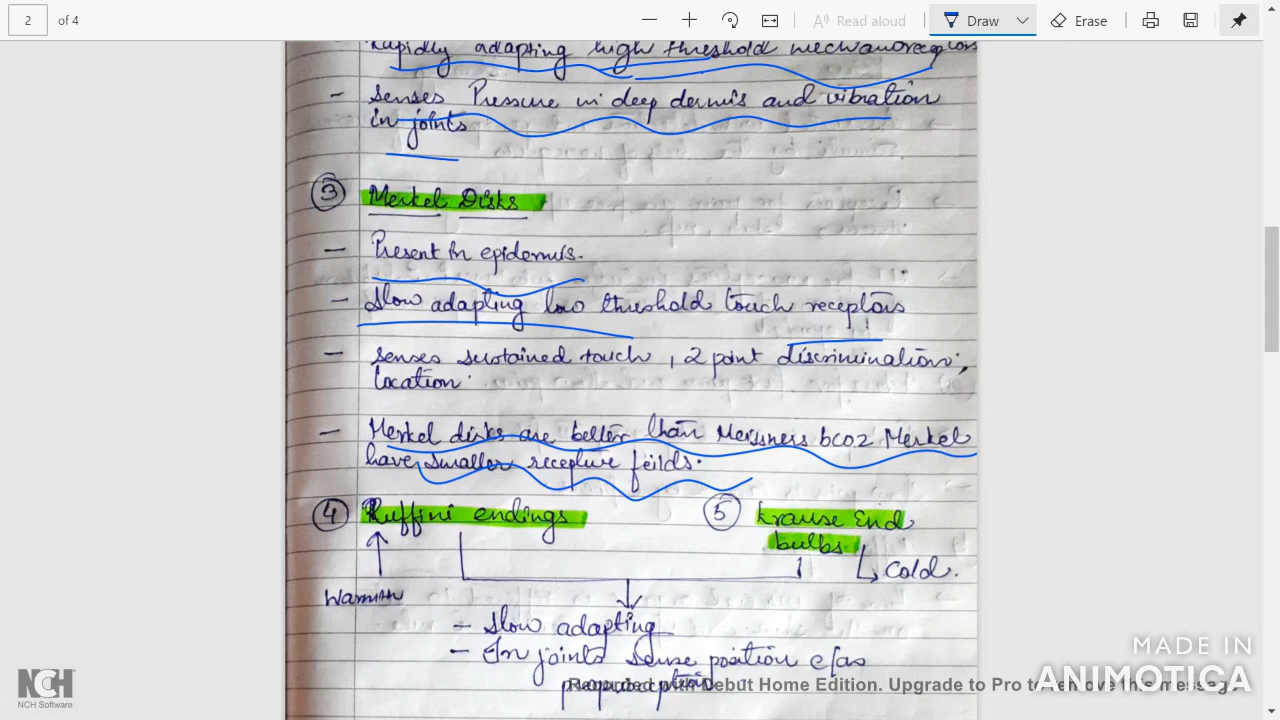 2 of 4 Read aloud Draw Erase
Rapidly adapting high threshold mechanoreceptors
- senses Pressure in deep dermis and vibration
in joints
③ Merkel Disks
- Present in epidermis.
- Slow adapting low threshold touch receptors
- senses sustained touch, 2 point discrimination,
location.
- Merkel disks are better than Meissners bcoz Merkel
have smaller receptive feilds.
④ Ruffini endings ⑤ Krause End
bulbs
Cold.
Warmth
- Slow adapting
- In joints sense position
Recorded with Debut Home Edition. Upgrade to Pro to remove this message.
MADE IN
ANIMOTICA
NCH
NCH Software